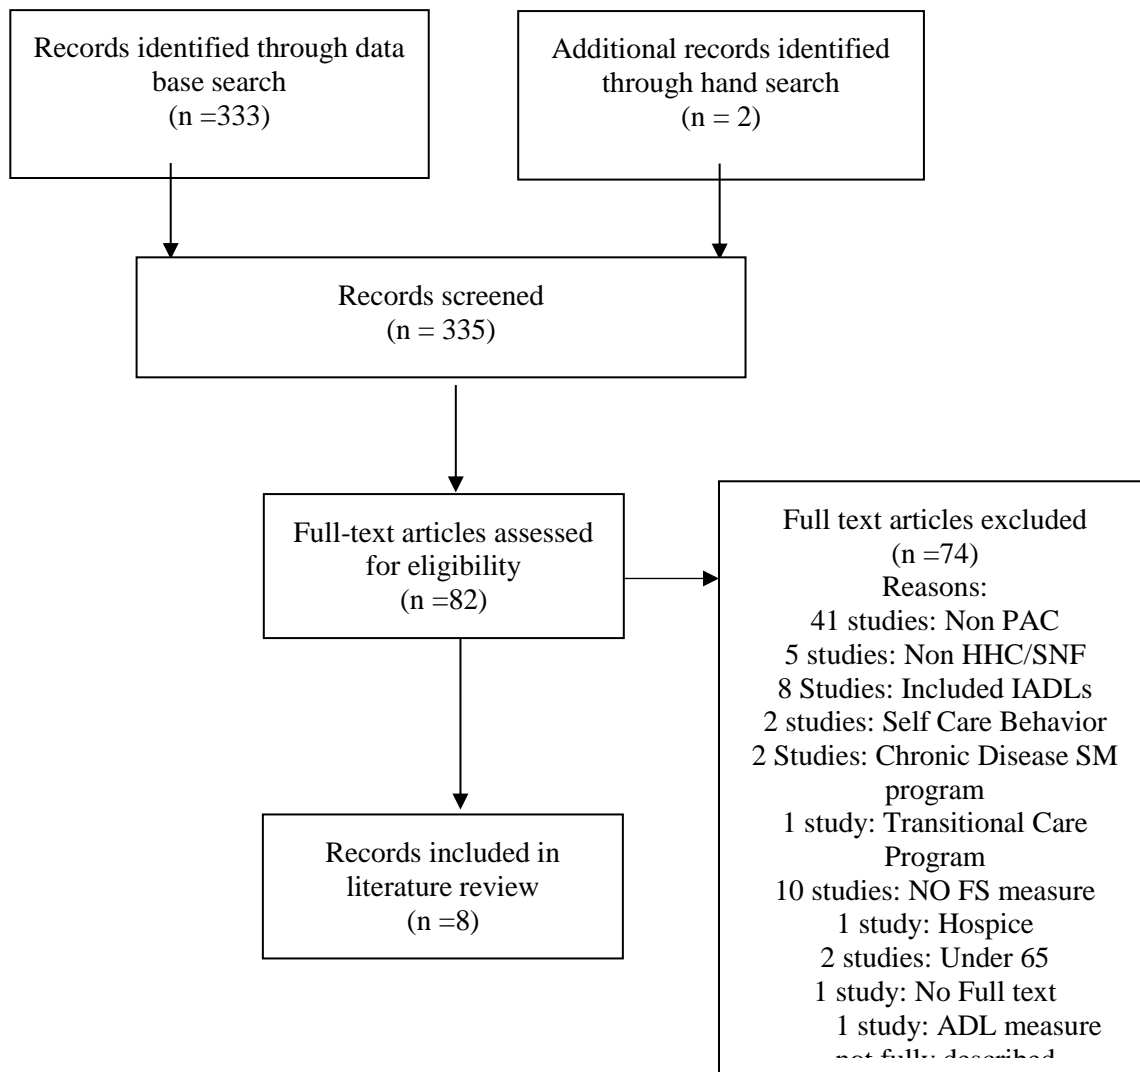 Records identified through data
base search
(n =333)
Additional records identified
through hand search
(n = 2)
Records screened
(n = 335)
Full-text articles assessed
for eligibility
(n =82)
Full text articles excluded
(n =74)
Reasons:
41 studies: Non PAC
5 studies: Non HHC/SNF
8 Studies: Included IADLs
2 studies: Self Care Behavior
2 Studies: Chronic Disease SM
program
1 study: Transitional Care
Program
10 studies: NO FS measure
1 study: Hospice
2 studies: Under 65
1 study: No Full text
1 study: ADL measure
not fully described
Records included in
literature review
(n =8)